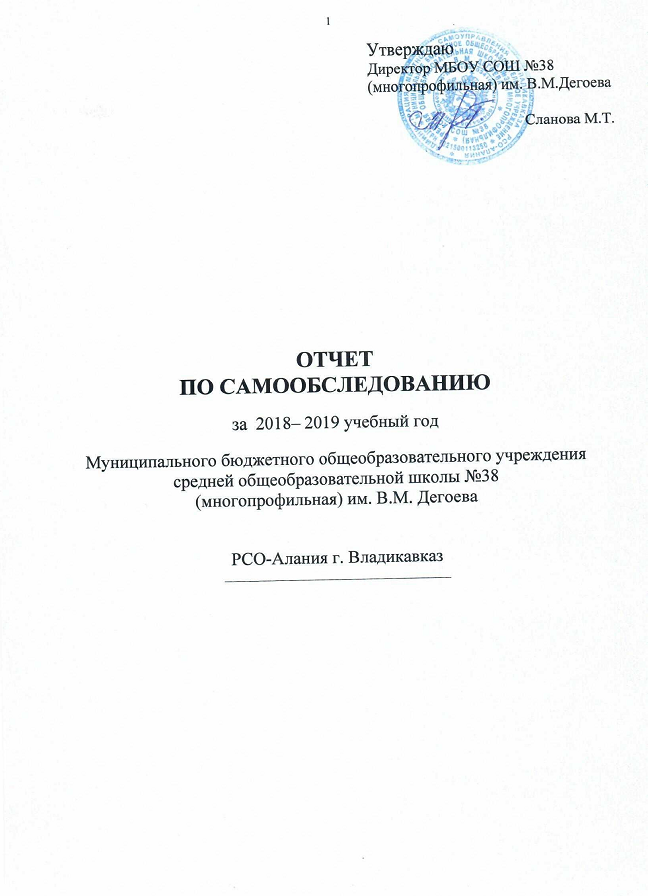 1
Утверждаю
Директор МБОУ СОШ №38
(многопрофильная) им. В.М.Дегоева
Сланова М.Т.
ОТЧЕТ
ПО САМООБСЛЕДОВАНИЮ
за 2018– 2019 учебный год
Муниципального бюджетного общеобразовательного учреждения
средней общеобразовательной школы №38
(многопрофильная) им. В.М. Дегоева
РСО-Алания г. Владикавказ